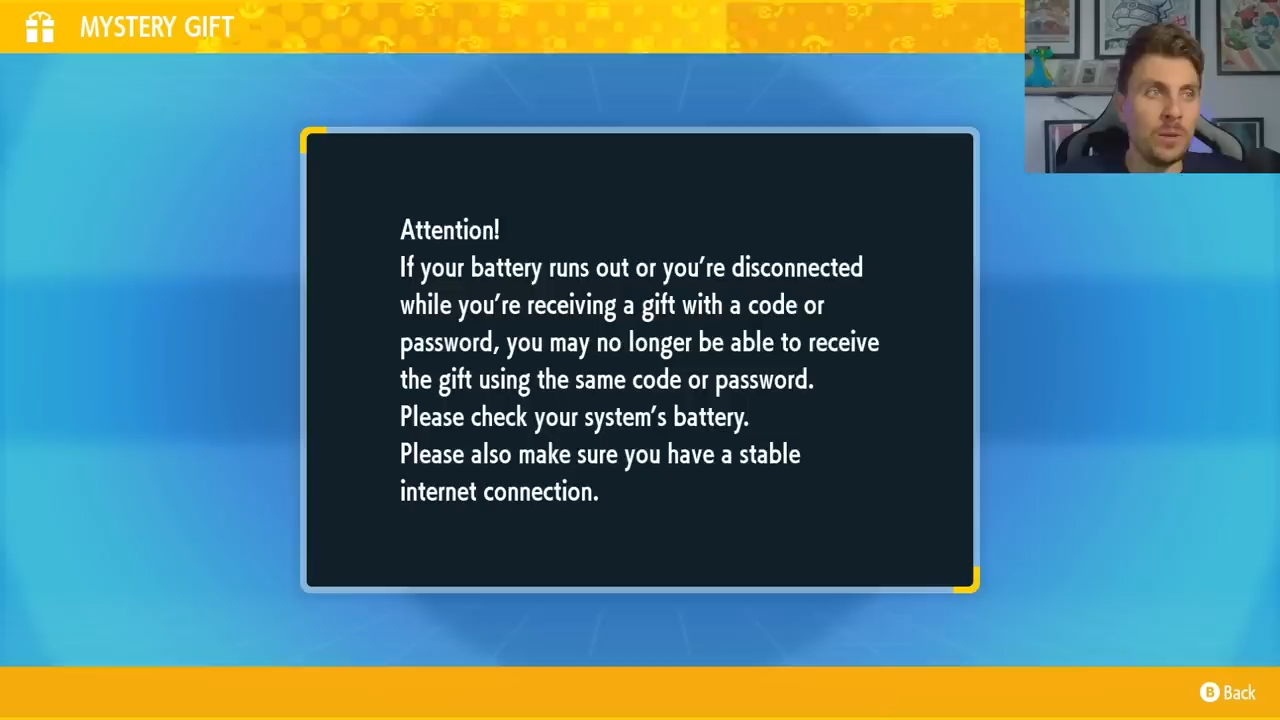 MYSTERY GIFT
Attention!
If your battery runs out or you're disconnected
while you're receiving a gift with a code or
password, you may no longer be able to receive
the gift using the same code or password.
Please check your system's battery.
Please also make sure you have a stable
internet connection.
B Back